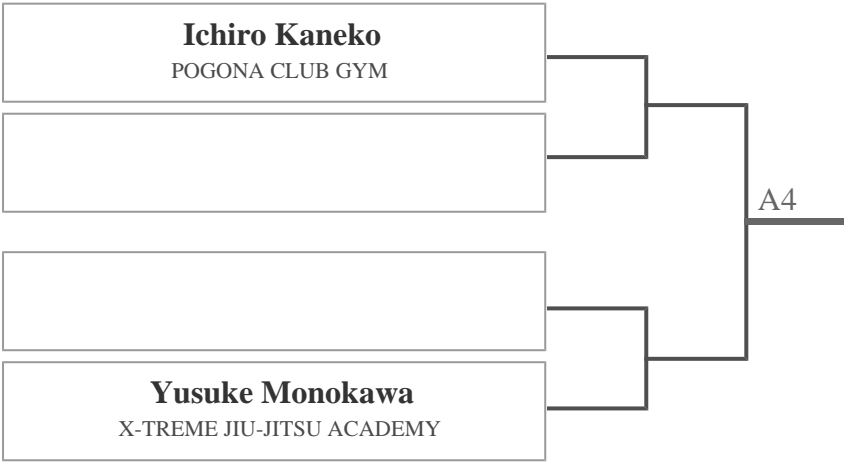 Ichiro Kaneko
POGONA CLUB GYM
A4
Yusuke Monokawa
X-TREME JIU-JITSU ACADEMY